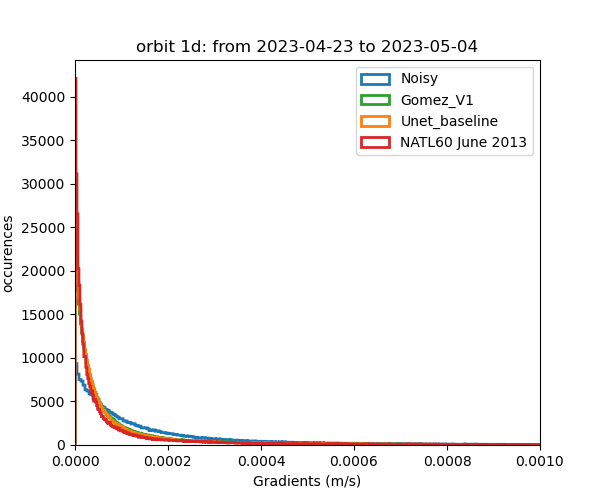 orbit 1d: from 2023-04-23 to 2023-05-04
Noisy
Gomez_V1
Unet_baseline
NATL60 June 2013
occurences
40000
35000
30000
25000
20000
15000
10000
5000
0
0.0000 0.0002 0.0004 0.0006 0.0008 0.0010
Gradients (m/s)